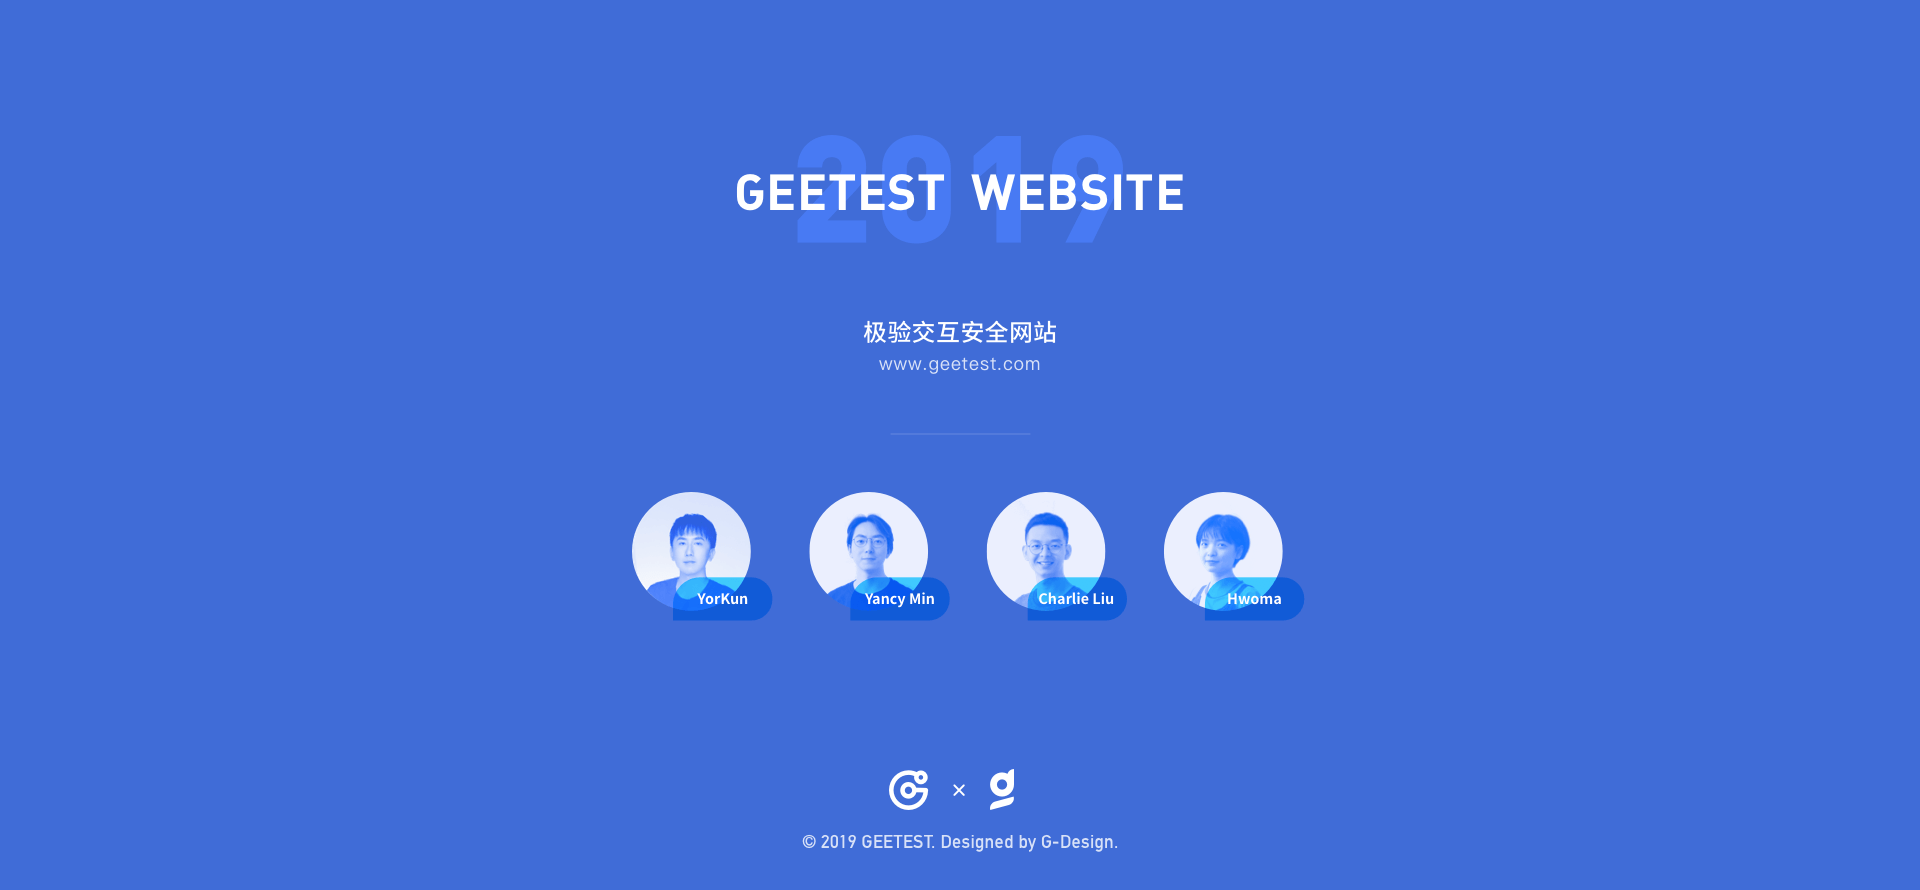 2019
GEETEST WEBSITE
极验交互安全网站
www.geetest.com
YorKun
Yancy Min
Charlie Liu
Hwoma
×
© 2019 GEETEST. Designed by G-Design.